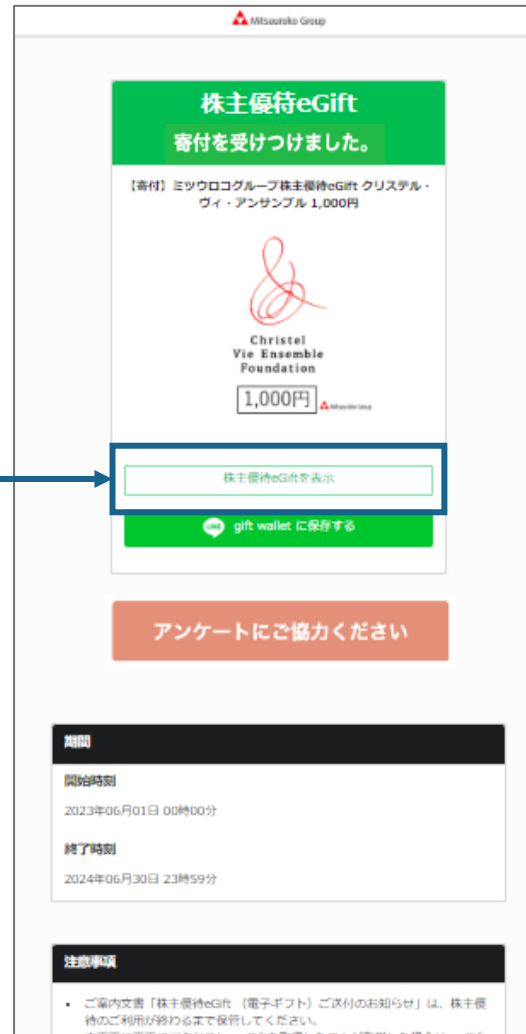 Mitsuuroko Group
株主優待eGift
寄付を受けつけました。
【寄付】ミツウロコグループ株主優待eGift クリステル・
ヴィ・アンサンブル 1,000円
Christel
Vie Ensemble
Foundation
1,000円
Mitsuuroko Group
株主優待eGiftを表示
LINE gift wallet に保存する
アンケートにご協力ください
期間
開始時刻
2023年06月01日 00時00分
終了時刻
2024年06月30日 23時59分
注意事項
• ご案内文書「株主優待eGift (電子ギフト) ご送付のお知らせ」は、株主優
待のご利用が終わるまで保管してください。